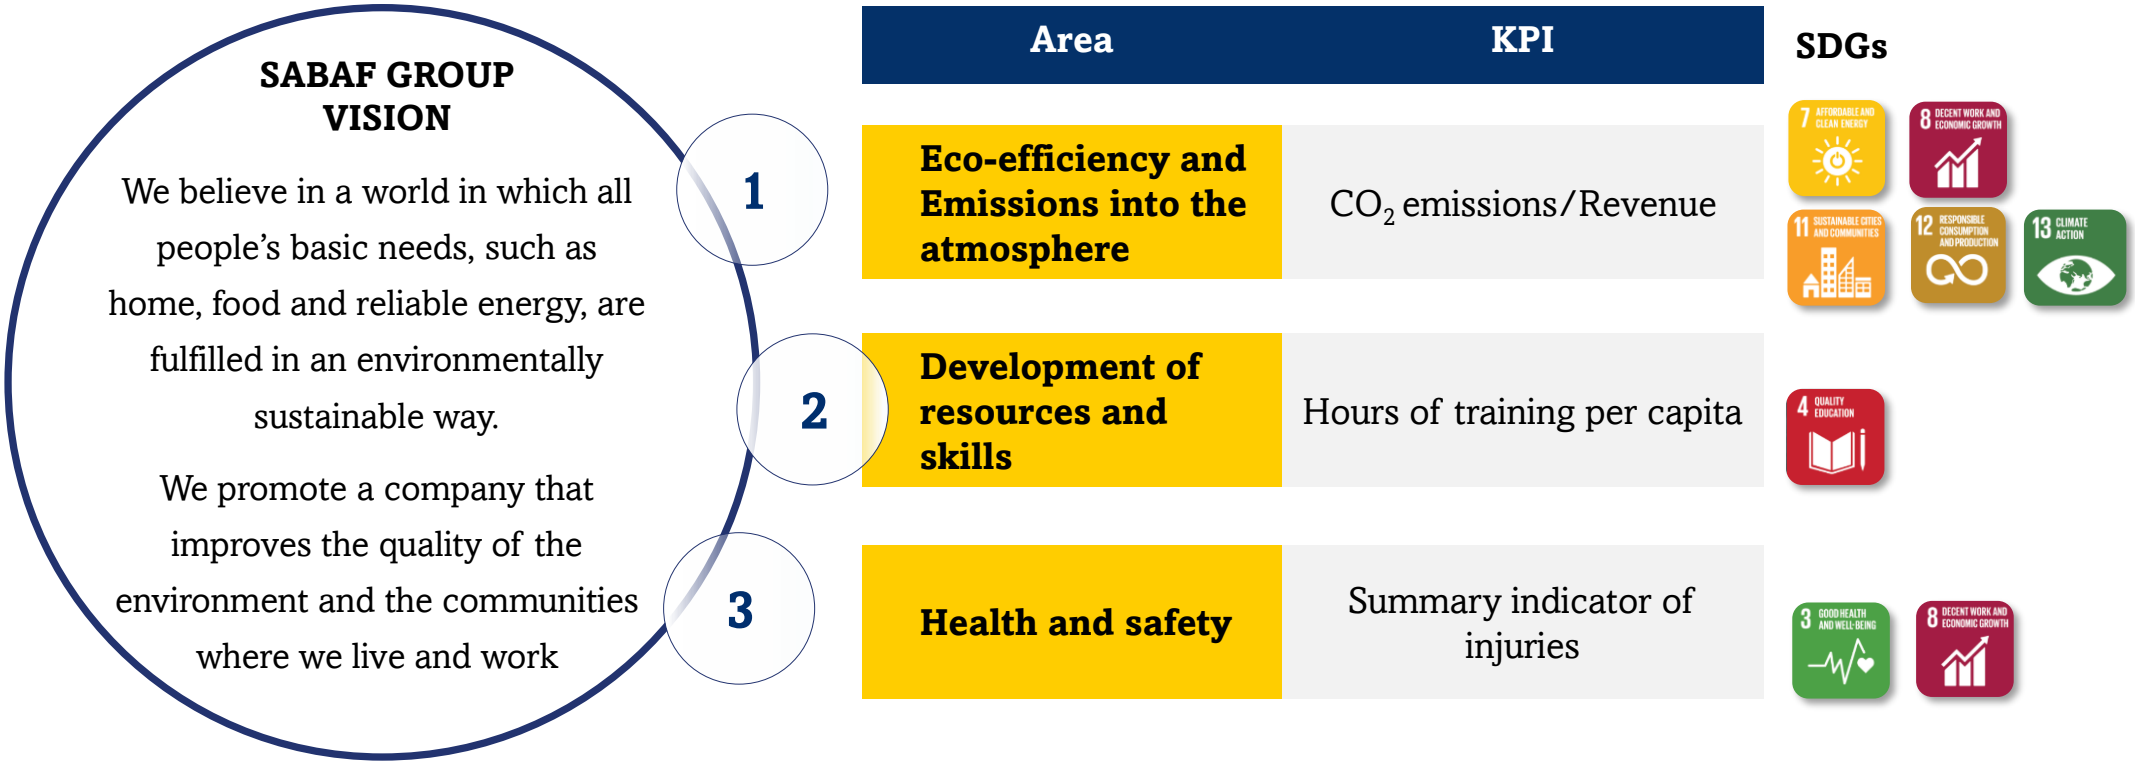 SABAF GROUP
VISION
We believe in a world in which all
people’s basic needs, such as
home, food and reliable energy, are
fulfilled in an environmentally
sustainable way.
We promote a company that
improves the quality of the
environment and the communities
where we live and work
Area
KPI
SDGs
1
Eco-efficiency and
Emissions into the
atmosphere
CO₂ emissions/Revenue
7 AFFORDABLE AND
CLEAN ENERGY
8 DECENT WORK AND
ECONOMIC GROWTH
11 SUSTAINABLE CITIES
AND COMMUNITIES
12 RESPONSIBLE
CONSUMPTION
AND PRODUCTION
13 CLIMATE
ACTION
2
Development of
resources and
skills
Hours of training per capita
4 QUALITY
EDUCATION
3
Health and safety
Summary indicator of
injuries
3 GOOD HEALTH
AND WELL-BEING
8 DECENT WORK AND
ECONOMIC GROWTH